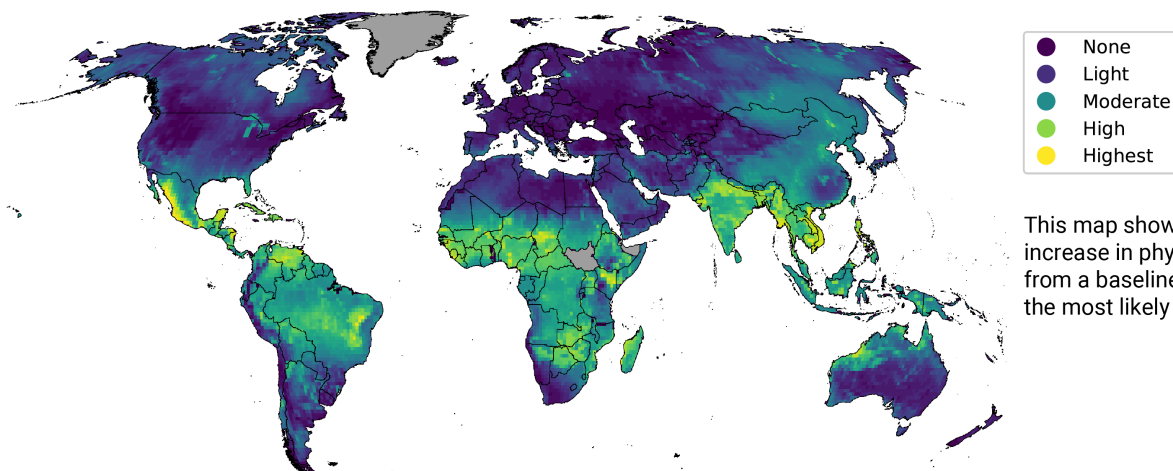 None
Light
Moderate
High
Highest
This map show
increase in phy
from a baseline
the most likely